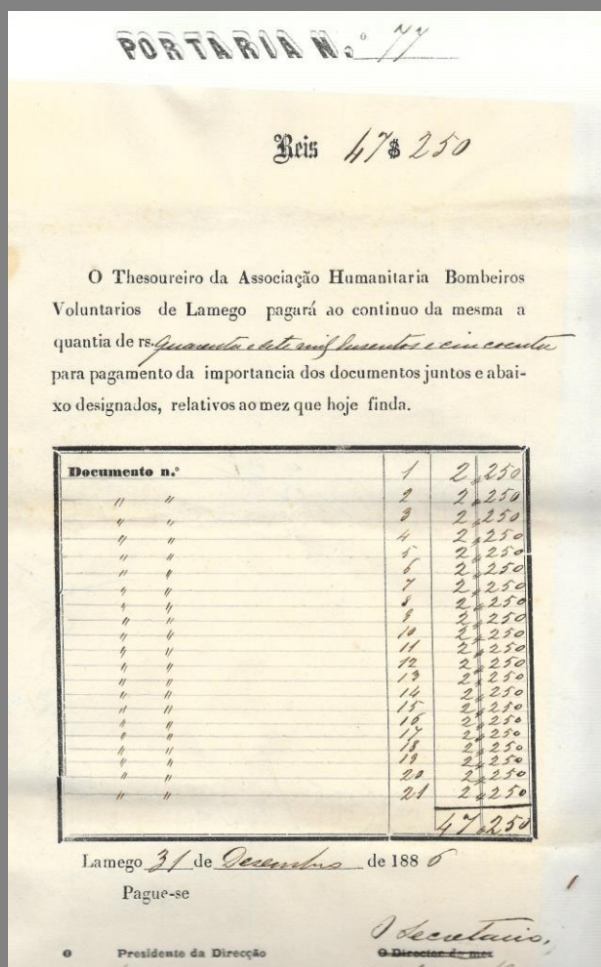 PORTARIA N.º 77
Reis 47$250
O Thesoureiro da Associação Humanitaria Bombeiros
Voluntarios de Lamego pagará ao continuo da mesma a
quantia de rs. Quarenta e sete mil dusentos e cincoenta
para pagamento da importancia dos documentos juntos e abai-
xo designados, relativos ao mez que hoje finda.
Documento n.º 1 2,250
" " 2 2,250
" " 3 2,250
" " 4 2,250
" " 5 2,250
" " 6 2,250
" " 7 2,250
" " 8 2,250
" " 9 2,250
" " 10 2,250
" " 11 2,250
" " 12 2,250
" " 13 2,250
" " 14 2,250
" " 15 2,250
" " 16 2,250
" " 17 2,250
" " 18 2,250
" " 19 2,250
" " 20 2,250
" " 21 2,250
47,250
Lamego 31 de Desembro de 1886
Pague-se
O Secretario,
O Presidente da Direcção O Director do mez